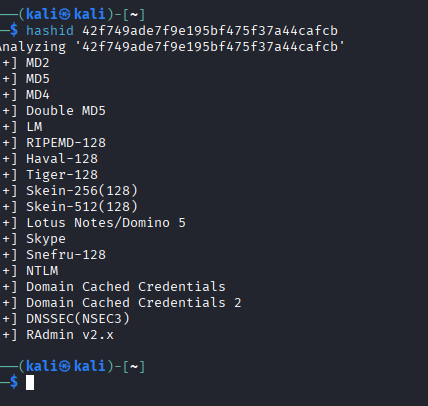 ──(kali㉿kali)-[~]
─$ hashid 42f749ade7f9e195bf475f37a44cafcb
Analyzing '42f749ade7f9e195bf475f37a44cafcb'
+] MD2
+] MD5
+] MD4
+] Double MD5
+] LM
+] RIPEMD-128
+] Haval-128
+] Tiger-128
+] Skein-256(128)
+] Skein-512(128)
+] Lotus Notes/Domino 5
+] Skype
+] Snefru-128
+] NTLM
+] Domain Cached Credentials
+] Domain Cached Credentials 2
+] DNSSEC(NSEC3)
+] RAdmin v2.x
──(kali㉿kali)-[~]
─$